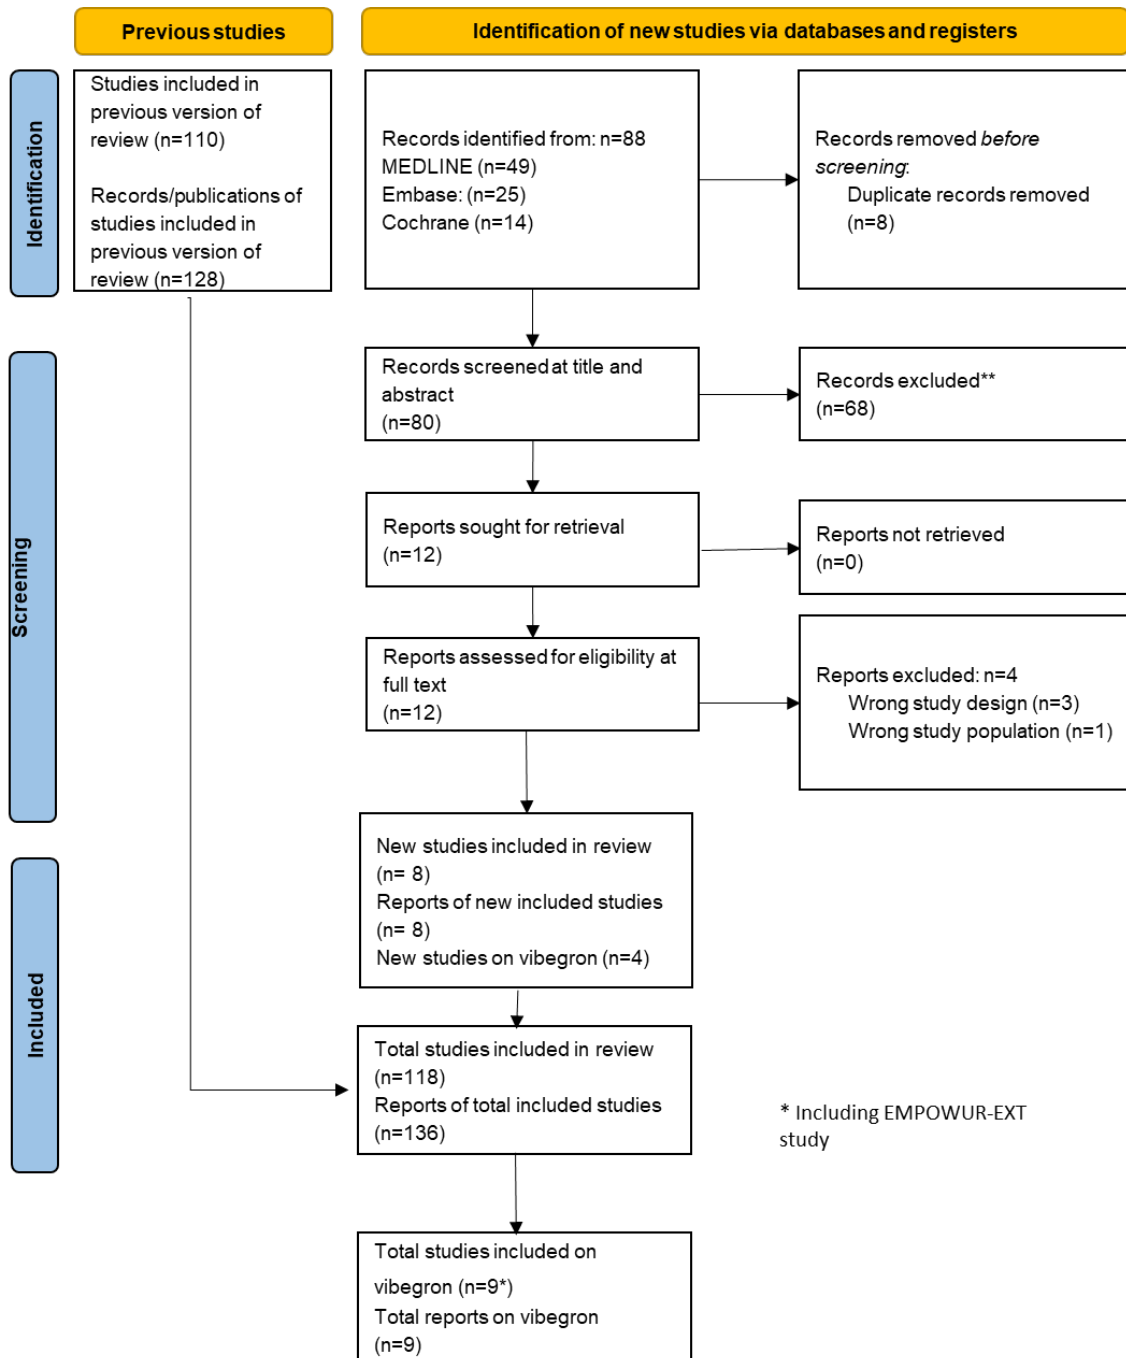 Previous studies
Identification of new studies via databases and registers
Identification
Studies included in
previous version of
review (n=110)
Records/publications of
studies included in
previous version of
review (n=128)
Records identified from: n=88
MEDLINE (n=49)
Embase: (n=25)
Cochrane (n=14)
Records removed before
screening:
Duplicate records removed
(n=8)
Screening
Records screened at title and
abstract
(n=80)
Records excluded**
(n=68)
Reports sought for retrieval
(n=12)
Reports not retrieved
(n=0)
Reports assessed for eligibility at
full text
(n=12)
Reports excluded: n=4
Wrong study design (n=3)
Wrong study population (n=1)
Included
New studies included in review
(n= 8)
Reports of new included studies
(n= 8)
New studies on vibegron (n=4)
Total studies included in review
(n=118)
Reports of total included studies
(n=136)
* Including EMPOWUR-EXT
study
Total studies included on
vibegron (n=9*)
Total reports on vibegron
(n=9)